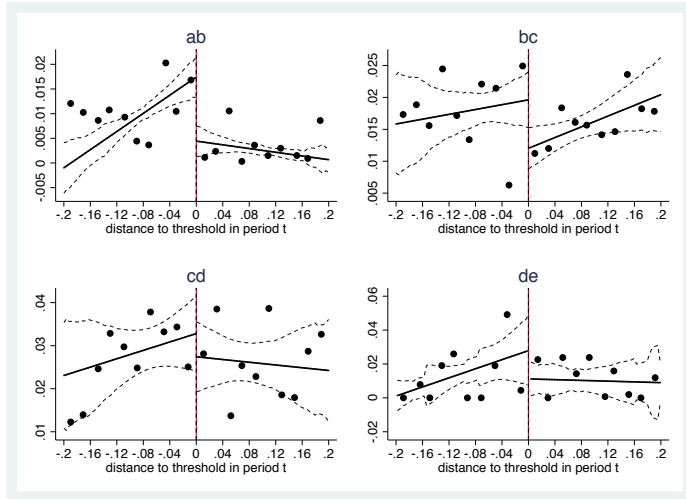 ab
.02
.015
.01
.005
0
-.005
-.2 -.16 -.12 -.08 -.04 0 .04 .08 .12 .16 .2
distance to threshold in period t
bc
.025
.02
.015
.01
.005
-.2 -.16 -.12 -.08 -.04 0 .04 .08 .12 .16 .2
distance to threshold in period t
cd
.04
.03
.02
.01
-.2 -.16 -.12 -.08 -.04 0 .04 .08 .12 .16 .2
distance to threshold in period t
de
.06
.04
.02
0
-.02
-.2 -.16 -.12 -.08 -.04 0 .04 .08 .12 .16 .2
distance to threshold in period t